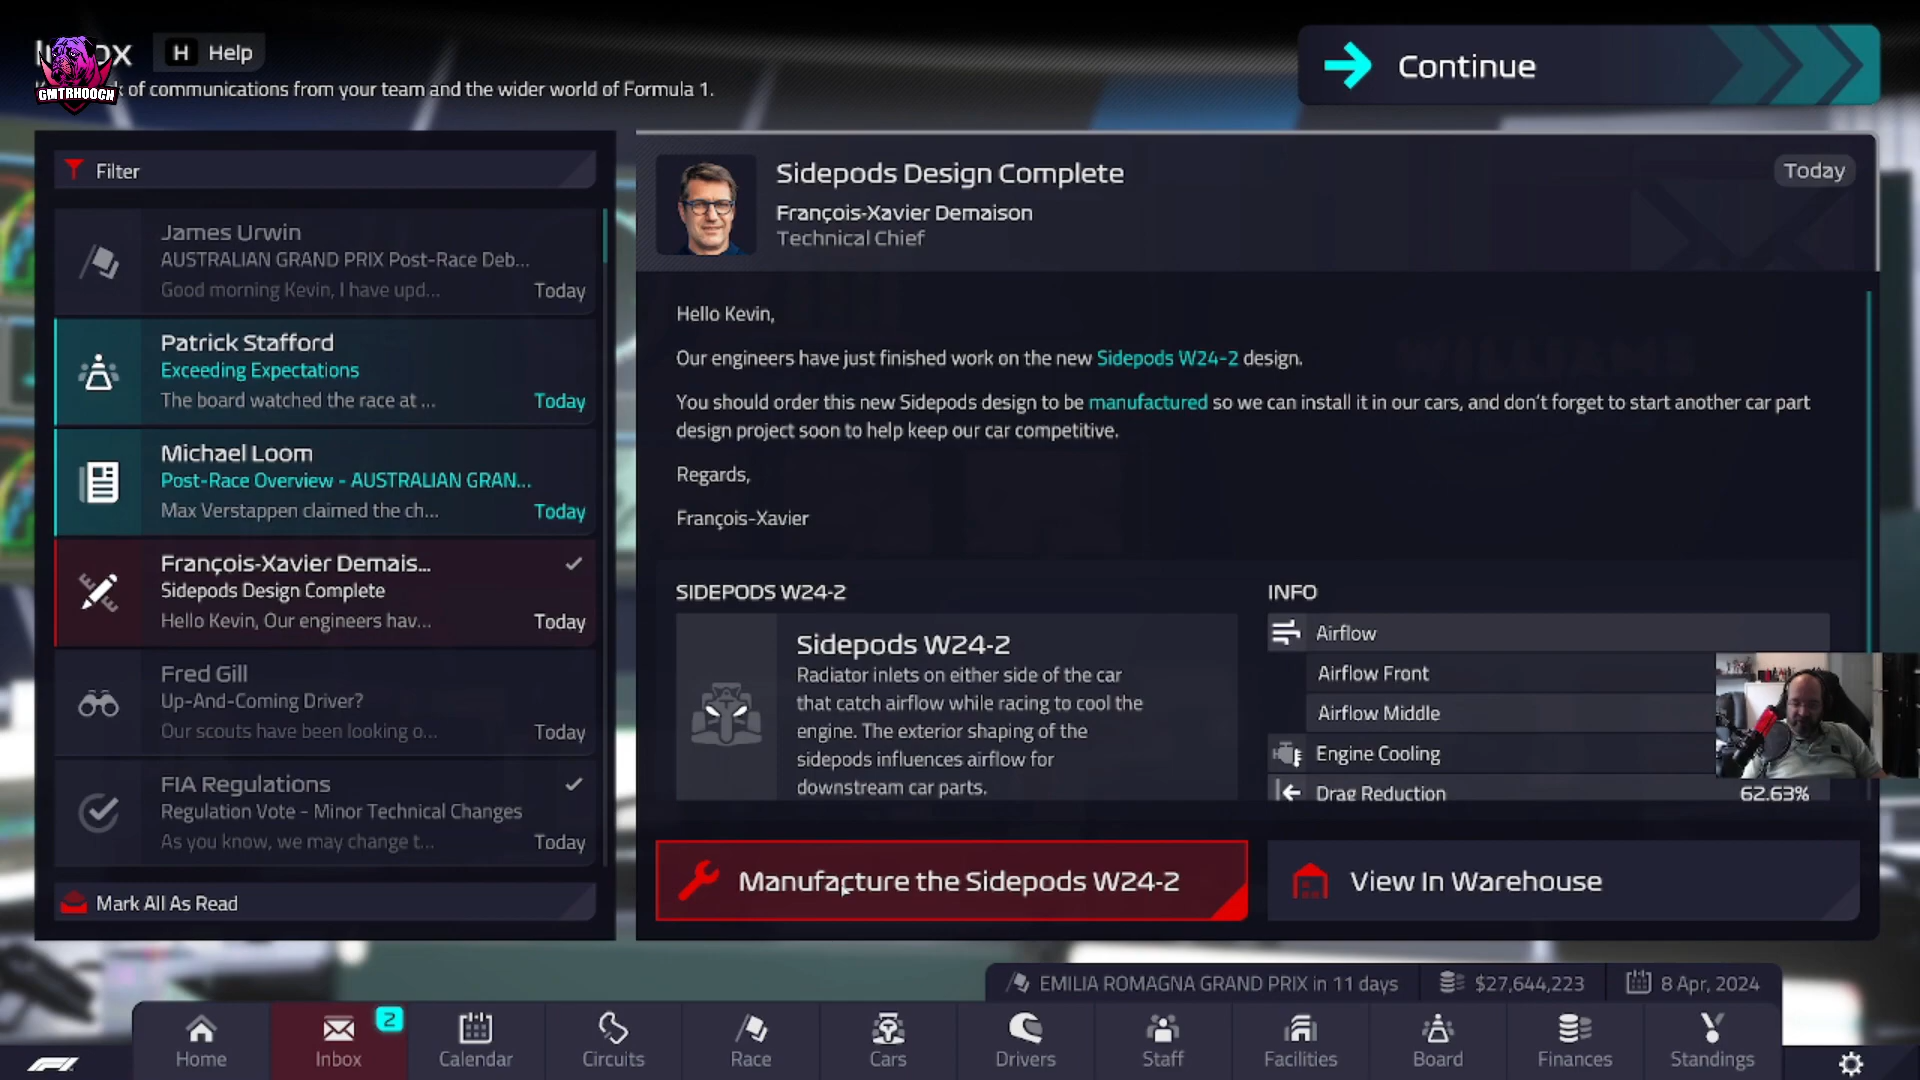 H Help
of communications from your team and the wider world of Formula 1.
GMTRHOOCH
Continue
Filter
James Urwin
AUSTRALIAN GRAND PRIX Post-Race Deb...
Good morning Kevin, I have upd...
Today
Patrick Stafford
Exceeding Expectations
The board watched the race at ...
Today
Michael Loom
Post-Race Overview - AUSTRALIAN GRAN...
Max Verstappen claimed the ch...
Today
François-Xavier Demais...
Sidepods Design Complete
Hello Kevin, Our engineers hav...
Today
Fred Gill
Up-And-Coming Driver?
Our scouts have been looking o...
Today
FIA Regulations
Regulation Vote - Minor Technical Changes
As you know, we may change t...
Today
Mark All As Read
Sidepods Design Complete
François-Xavier Demaison
Technical Chief
Today
Hello Kevin,
Our engineers have just finished work on the new Sidepods W24-2 design.
You should order this new Sidepods design to be manufactured so we can install it in our cars, and don't forget to start another car part
design project soon to help keep our car competitive.
Regards,
François-Xavier
SIDEPODS W24-2
Sidepods W24-2
Radiator inlets on either side of the car
that catch airflow while racing to cool the
engine. The exterior shaping of the
sidepods influences airflow for
downstream car parts.
INFO
Airflow
Airflow Front
Airflow Middle
Engine Cooling
Drag Reduction 62.63%
Manufacture the Sidepods W24-2
View In Warehouse
EMILIA ROMAGNA GRAND PRIX in 11 days
$27,644,223
8 Apr, 2024
Home
Inbox
2
Calendar
Circuits
Race
Cars
Drivers
Staff
Facilities
Board
Finances
Standings